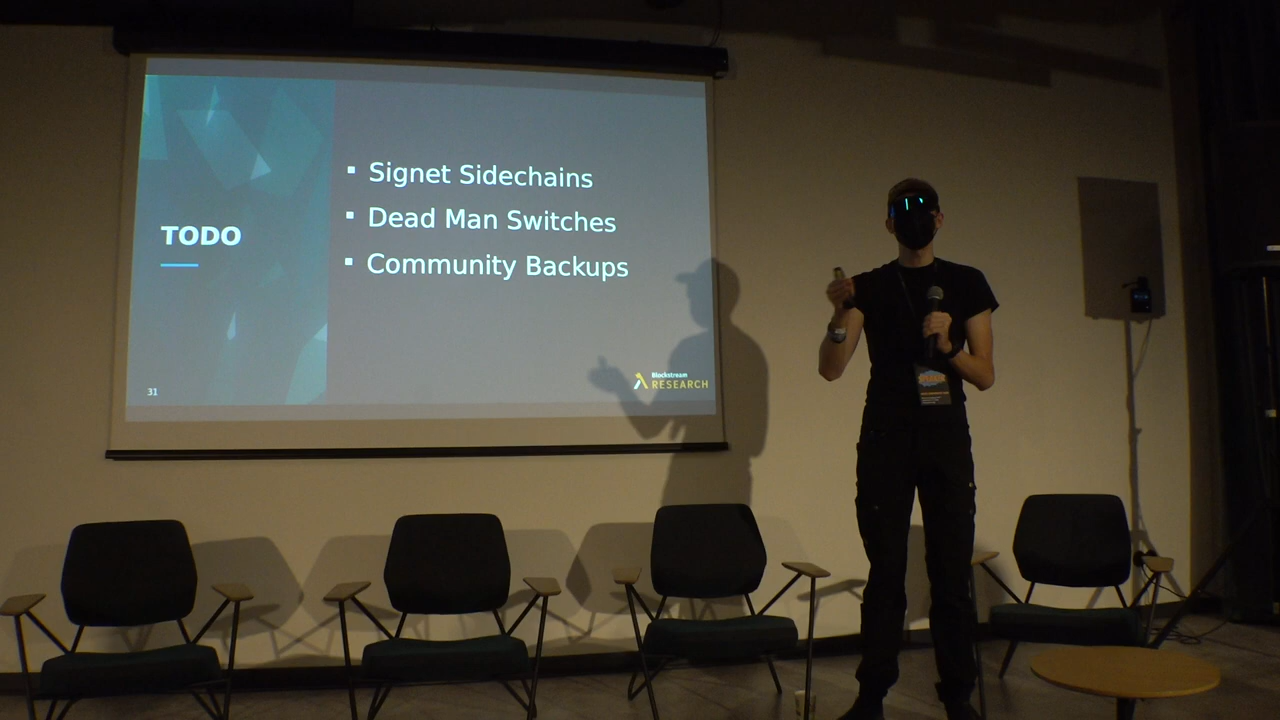 TODO
▪ Signet Sidechains
▪ Dead Man Switches
▪ Community Backups
31
Blockstream
RESEARCH